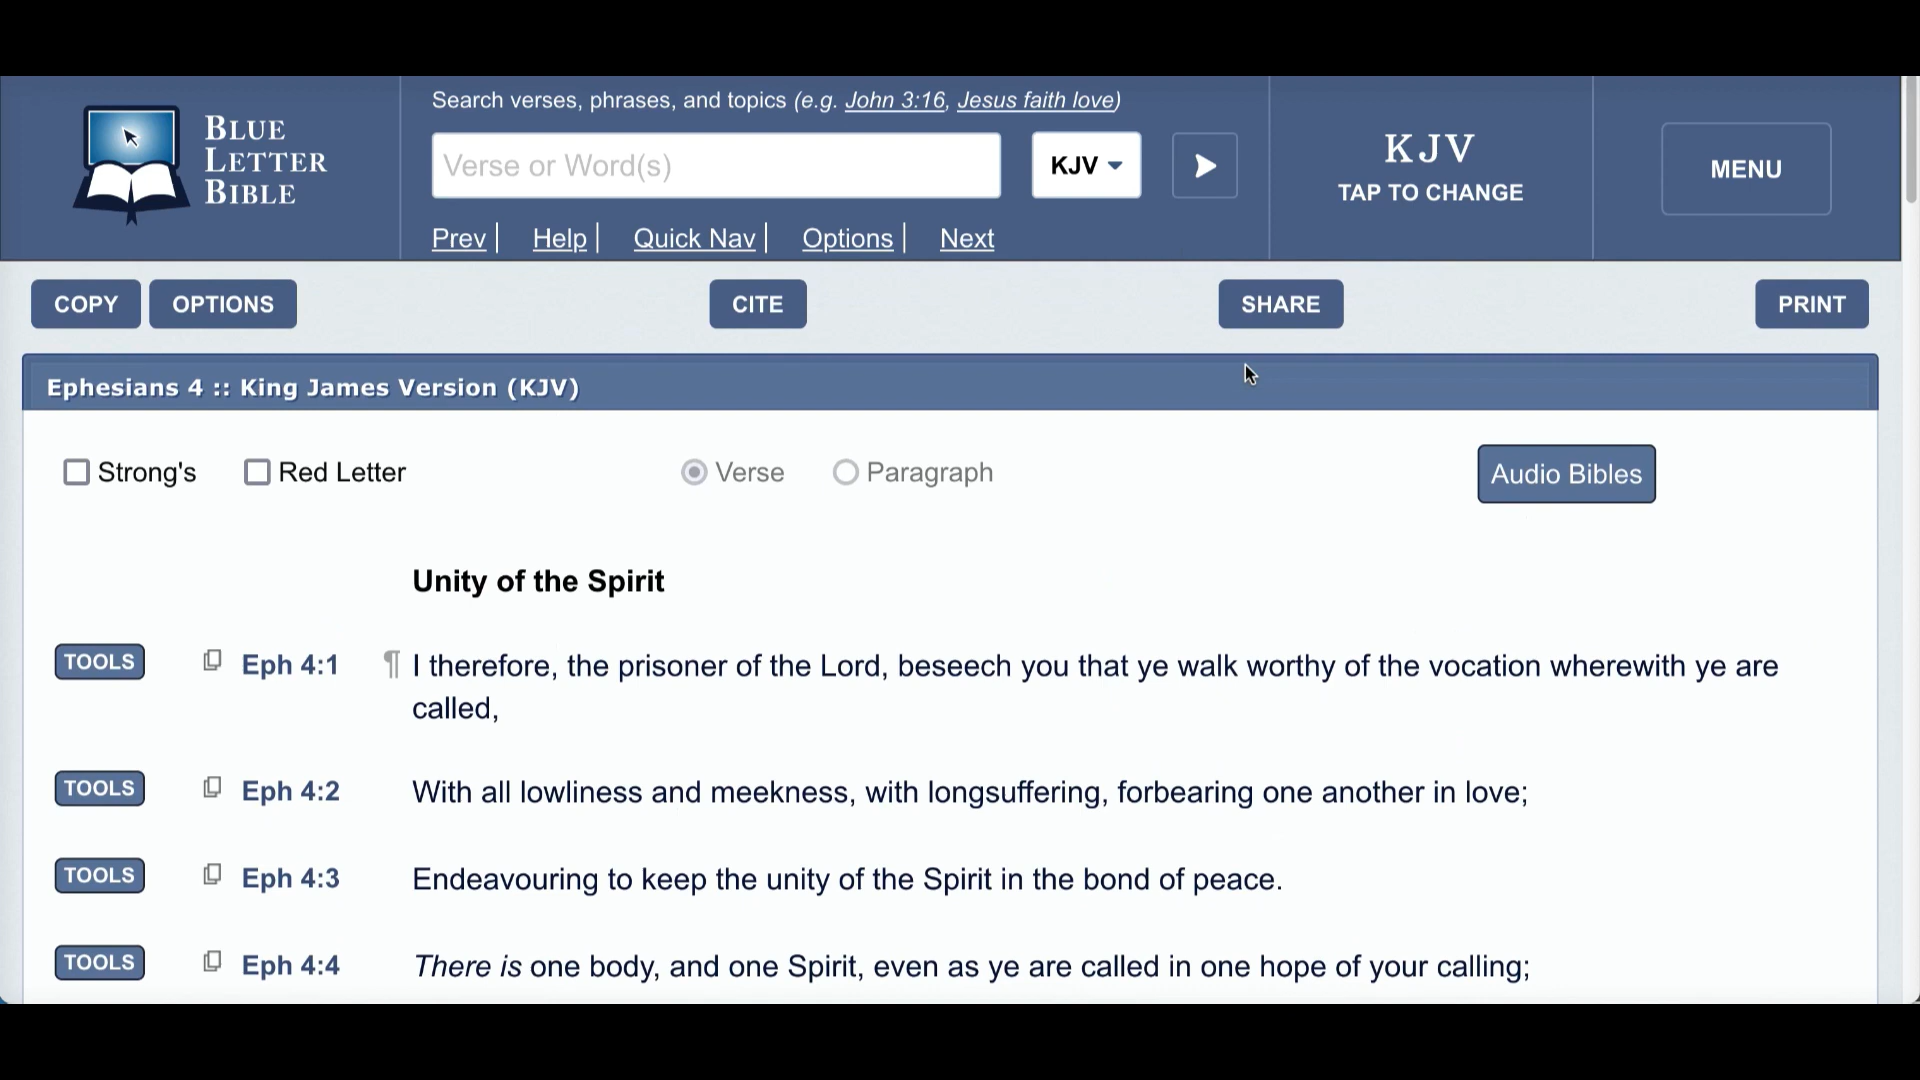 BLUE
LETTER
BIBLE
Search verses, phrases, and topics (e.g. John 3:16, Jesus faith love)
Verse or Word(s)
KJV
Prev
Help
Quick Nav
Options
Next
KJV
TAP TO CHANGE
MENU
COPY
OPTIONS
CITE
SHARE
PRINT
Ephesians 4 :: King James Version (KJV)
Strong's
Red Letter
Verse
Paragraph
Audio Bibles
Unity of the Spirit
TOOLS
Eph 4:1
¶ I therefore, the prisoner of the Lord, beseech you that ye walk worthy of the vocation wherewith ye are
called,
TOOLS
Eph 4:2
With all lowliness and meekness, with longsuffering, forbearing one another in love;
TOOLS
Eph 4:3
Endeavouring to keep the unity of the Spirit in the bond of peace.
TOOLS
Eph 4:4
There is one body, and one Spirit, even as ye are called in one hope of your calling;